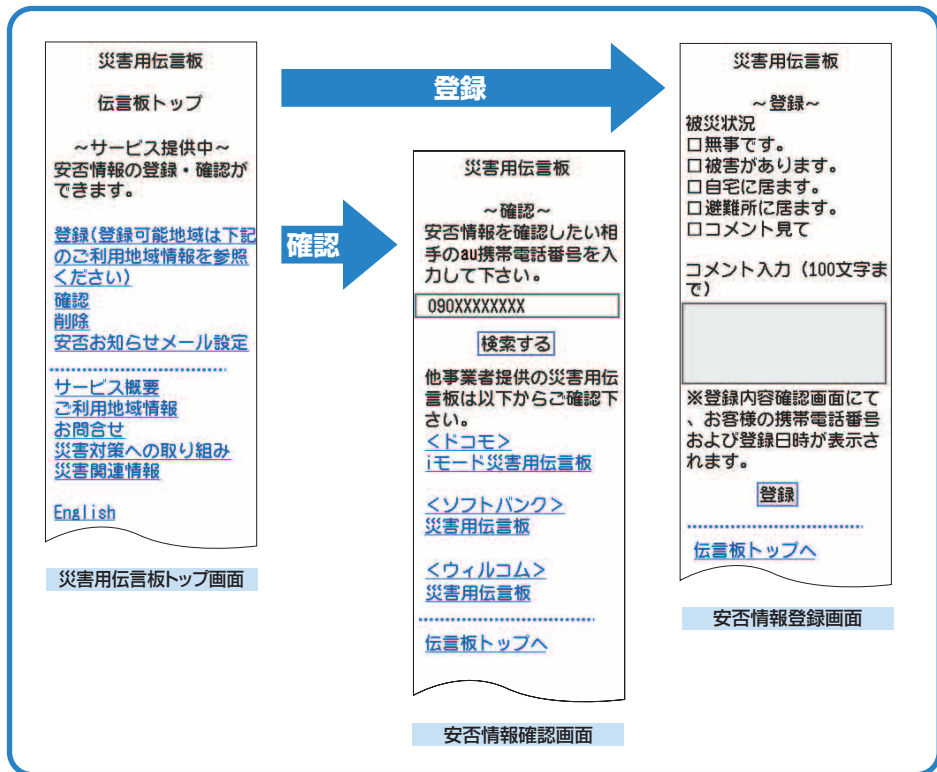 災害用伝言板
伝言板トップ
~サービス提供中~
安否情報の登録・確認が
できます。
登録(登録可能地域は下記
のご利用地域情報を参照
ください)
確認
削除
安否お知らせメール設定
サービス概要
ご利用地域情報
お問合せ
災害対策への取り組み
災害関連情報
English
災害用伝言板トップ画面
登録
確認
災害用伝言板
~確認~
安否情報を確認したい相
手のau携帯電話番号を入
力して下さい。
090XXXXXXXX
検索する
他事業者提供の災害用伝
言板は以下からご確認下
さい。
<ドコモ>
iモード災害用伝言板
<ソフトバンク>
災害用伝言板
<ウィルコム>
災害用伝言板
伝言板トップへ
安否情報確認画面
災害用伝言板
~登録~
被災状況
□無事です。
□被害があります。
□自宅に居ます。
□避難所に居ます。
□コメント見て
コメント入力(100文字ま
で)
※登録内容確認画面にて
、お客様の携帯電話番号
および登録日時が表示さ
れます。
登録
伝言板トップへ
安否情報登録画面